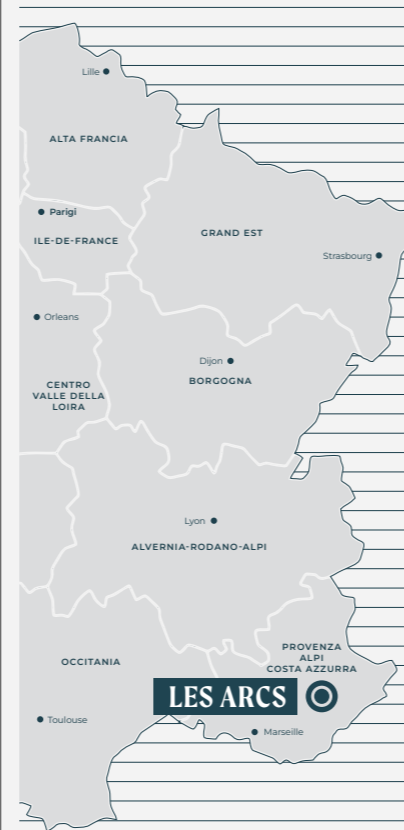 Lille
ALTA FRANCIA
Parigi
ILE-DE-FRANCE
GRAND EST
Strasbourg
Orleans
Dijon
BORGOGNA
CENTRO
VALLE DELLA
LOIRA
Lyon
ALVERNIA-RODANO-ALPI
PROVENZA
ALPI
COSTA AZZURRA
OCCITANIA
LES ARCS
Toulouse
Marseille